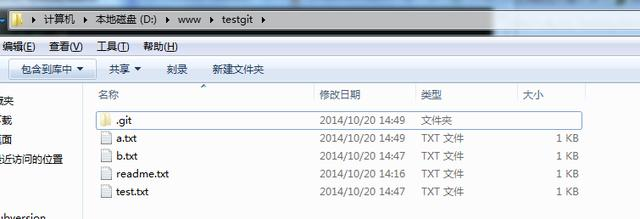 计算机 ▸ 本地磁盘 (D:) ▸ www ▸ testgit ▸
编辑(E) 查看(V) 工具(T) 帮助(H)
包含到库中 共享 刻录 新建文件夹
名称 修改日期 类型 大小
.git 2014/10/20 14:49 文件夹
a.txt 2014/10/20 14:49 TXT 文件 1 KB
b.txt 2014/10/20 14:47 TXT 文件 1 KB
readme.txt 2014/10/20 14:16 TXT 文件 1 KB
test.txt 2014/10/20 14:47 TXT 文件 1 KB
藏夹
下载
桌面
最近访问的位置
ubversion